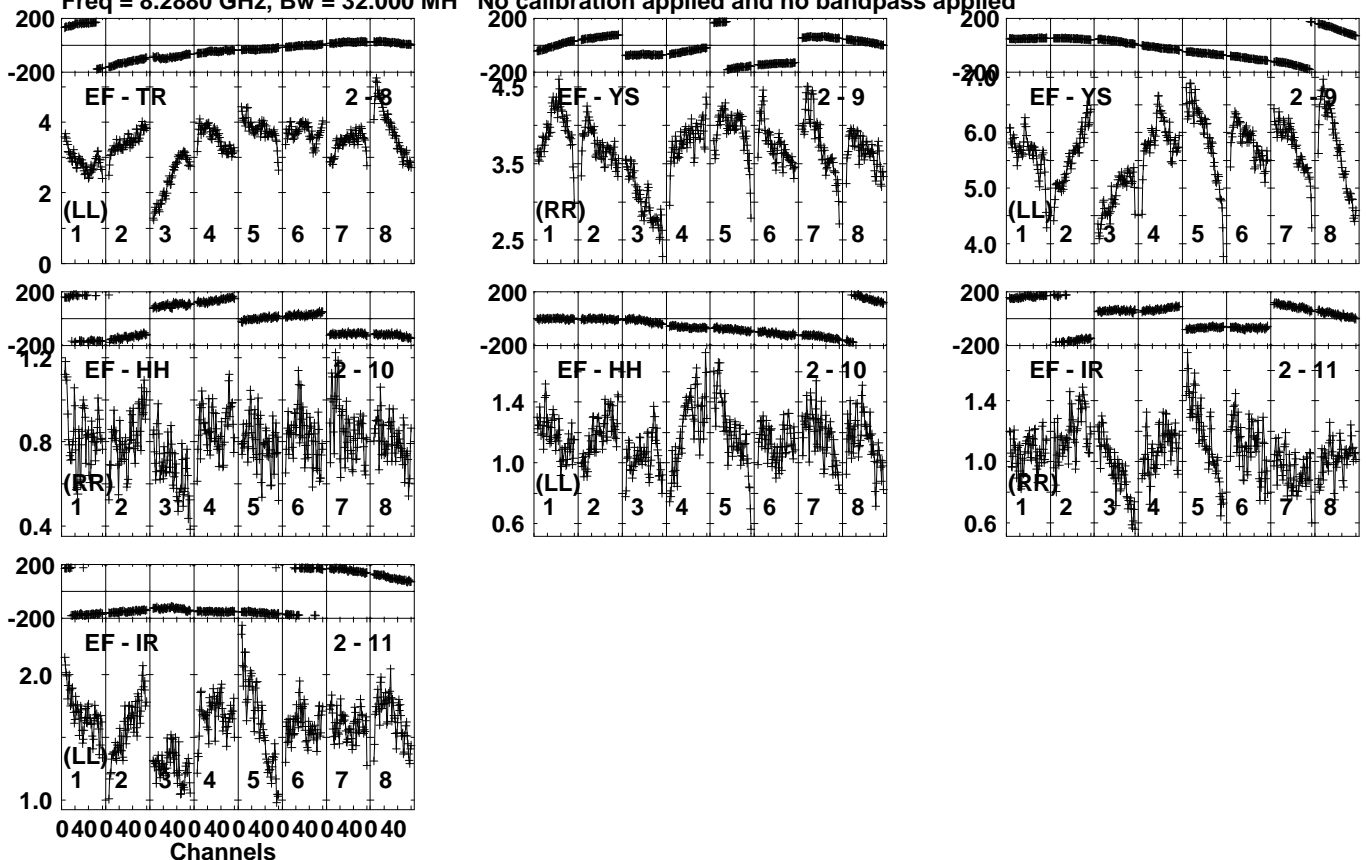 Freq = 8.2880 GHz, Bw = 32.000 MH   No calibration applied and no bandpass applied
200
-200
EF - TR 2 - 8
4
2
0
(LL)
1 2 3 4 5 6 7 8
200
-200
4.5
EF - YS 2 - 9
3.5
2.5
(RR)
1 2 3 4 5 6 7 8
200
-200
7.0
EF - YS 2 - 9
6.0
5.0
4.0
(LL)
1 2 3 4 5 6 7 8
200
-200
1.2
EF - HH 2 - 10
0.8
0.4
(RR)
1 2 3 4 5 6 7 8
200
-200
EF - HH 2 - 10
1.4
1.0
0.6
(LL)
1 2 3 4 5 6 7 8
200
-200
EF - IR 2 - 11
1.4
1.0
0.6
(RR)
1 2 3 4 5 6 7 8
200
-200
EF - IR 2 - 11
2.0
1.0
(LL)
1 2 3 4 5 6 7 8
0 40 0 40 0 40 0 40 0 40 0 40 0 40 0 40
Channels